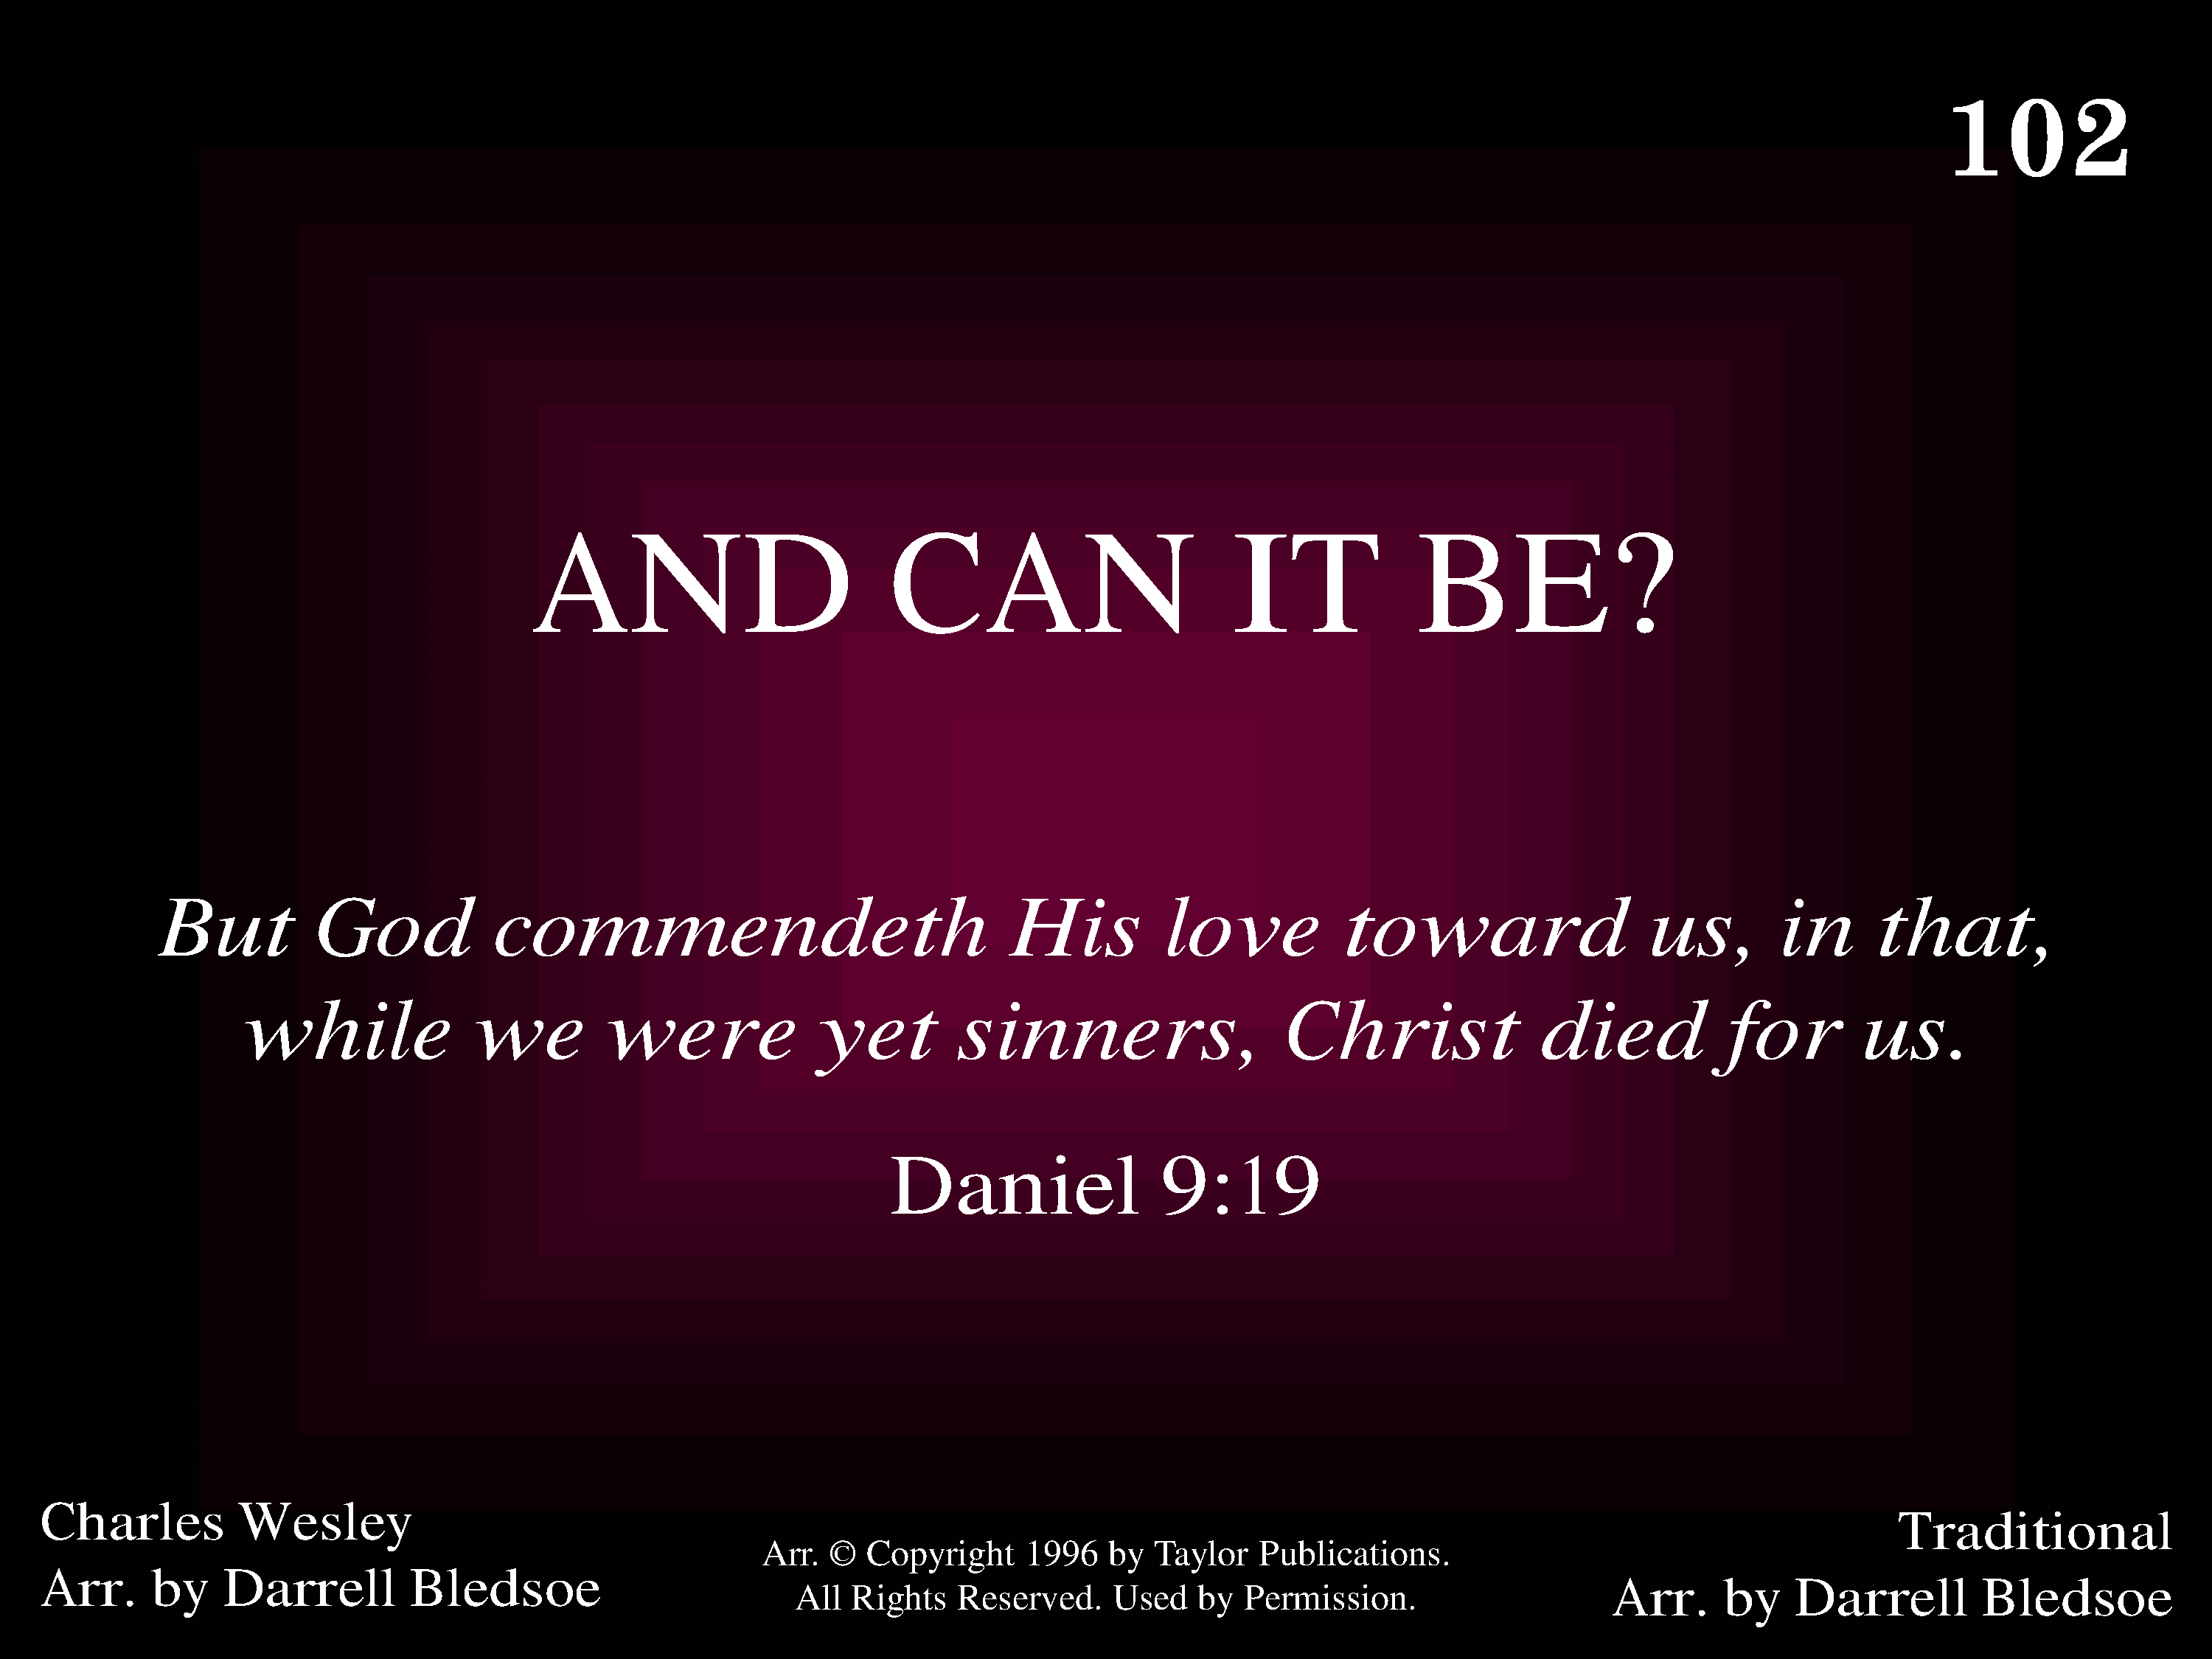 102
AND CAN IT BE?
But God commendeth His love toward us, in that,
while we were yet sinners, Christ died for us.
Daniel 9:19
Charles Wesley
Arr. by Darrell Bledsoe
Arr. © Copyright 1996 by Taylor Publications.
All Rights Reserved. Used by Permission.
Traditional
Arr. by Darrell Bledsoe